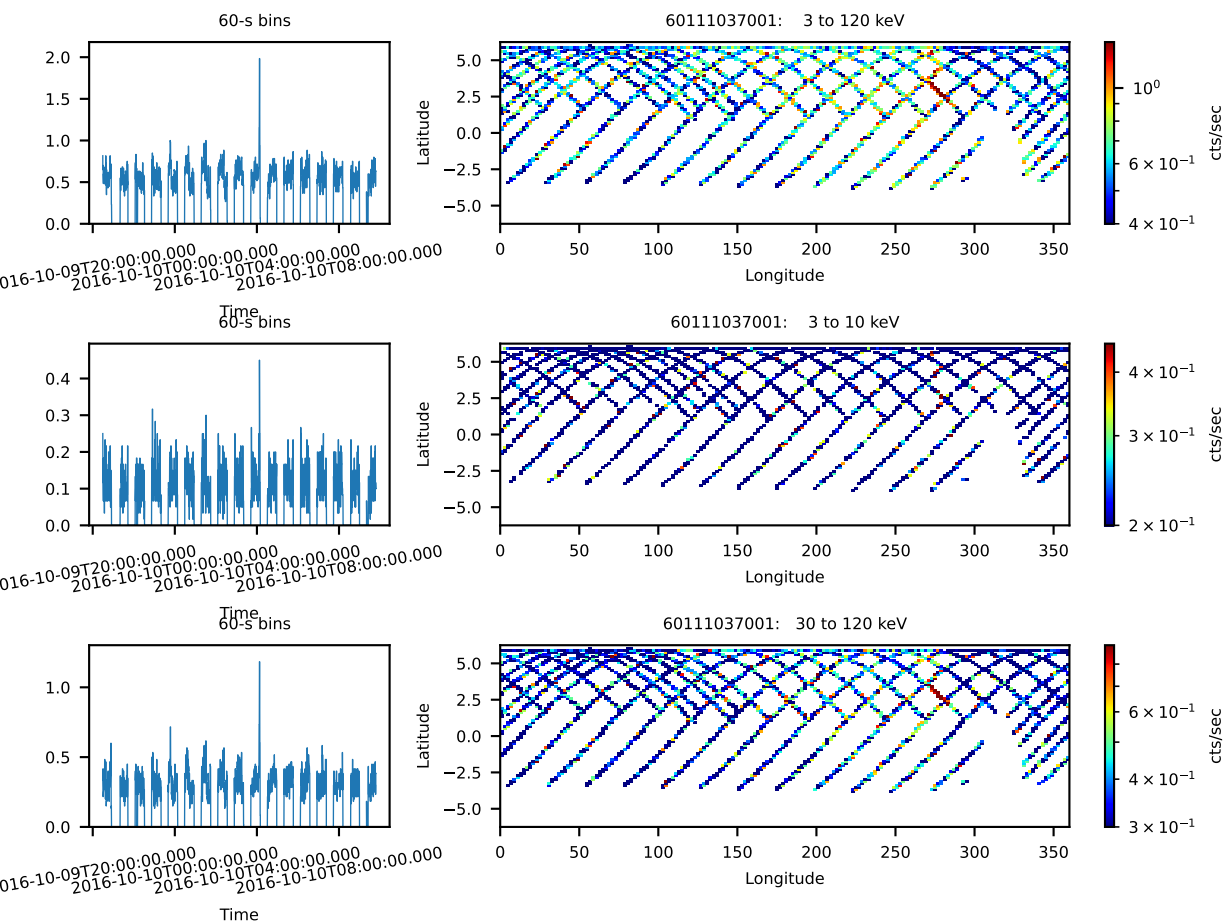 60-s bins
60111037001: 3 to 120 keV
2.0
1.5
1.0
0.5
0.0
016-10-09T20:00:00.000
2016-10-10T00:00:00.000
2016-10-10T04:00:00.000
2016-10-10T08:00:00.000
Time
Latitude
5.0
2.5
0.0
−2.5
−5.0
0 50 100 150 200 250 300 350
Longitude
10⁰
6 × 10⁻¹
4 × 10⁻¹
cts/sec
60-s bins
60111037001: 3 to 10 keV
0.4
0.3
0.2
0.1
0.0
016-10-09T20:00:00.000
2016-10-10T00:00:00.000
2016-10-10T04:00:00.000
2016-10-10T08:00:00.000
Time
Latitude
5.0
2.5
0.0
−2.5
−5.0
0 50 100 150 200 250 300 350
Longitude
4 × 10⁻¹
3 × 10⁻¹
2 × 10⁻¹
cts/sec
60-s bins
60111037001: 30 to 120 keV
1.0
0.5
0.0
016-10-09T20:00:00.000
2016-10-10T00:00:00.000
2016-10-10T04:00:00.000
2016-10-10T08:00:00.000
Time
Latitude
5.0
2.5
0.0
−2.5
−5.0
0 50 100 150 200 250 300 350
Longitude
6 × 10⁻¹
4 × 10⁻¹
3 × 10⁻¹
cts/sec